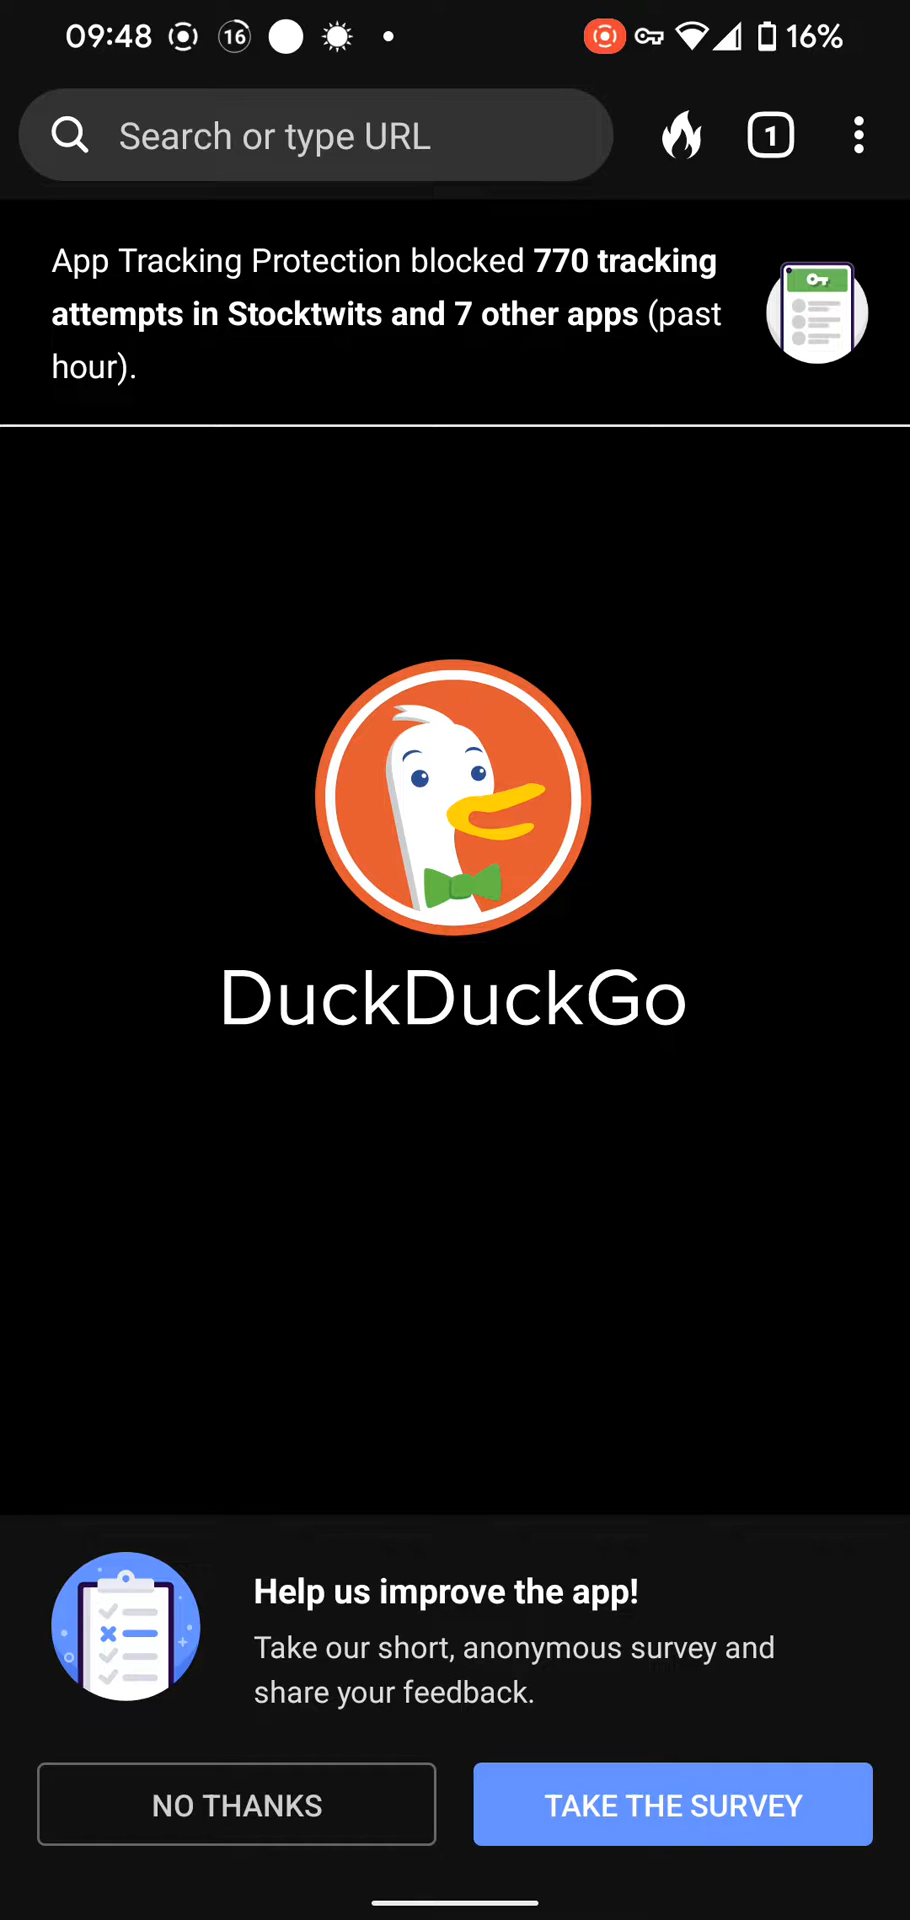 09:48 16 16%
Search or type URL 1
App Tracking Protection blocked 770 tracking
attempts in Stocktwits and 7 other apps (past
hour).
DuckDuckGo
Help us improve the app!
Take our short, anonymous survey and
share your feedback.
NO THANKS TAKE THE SURVEY